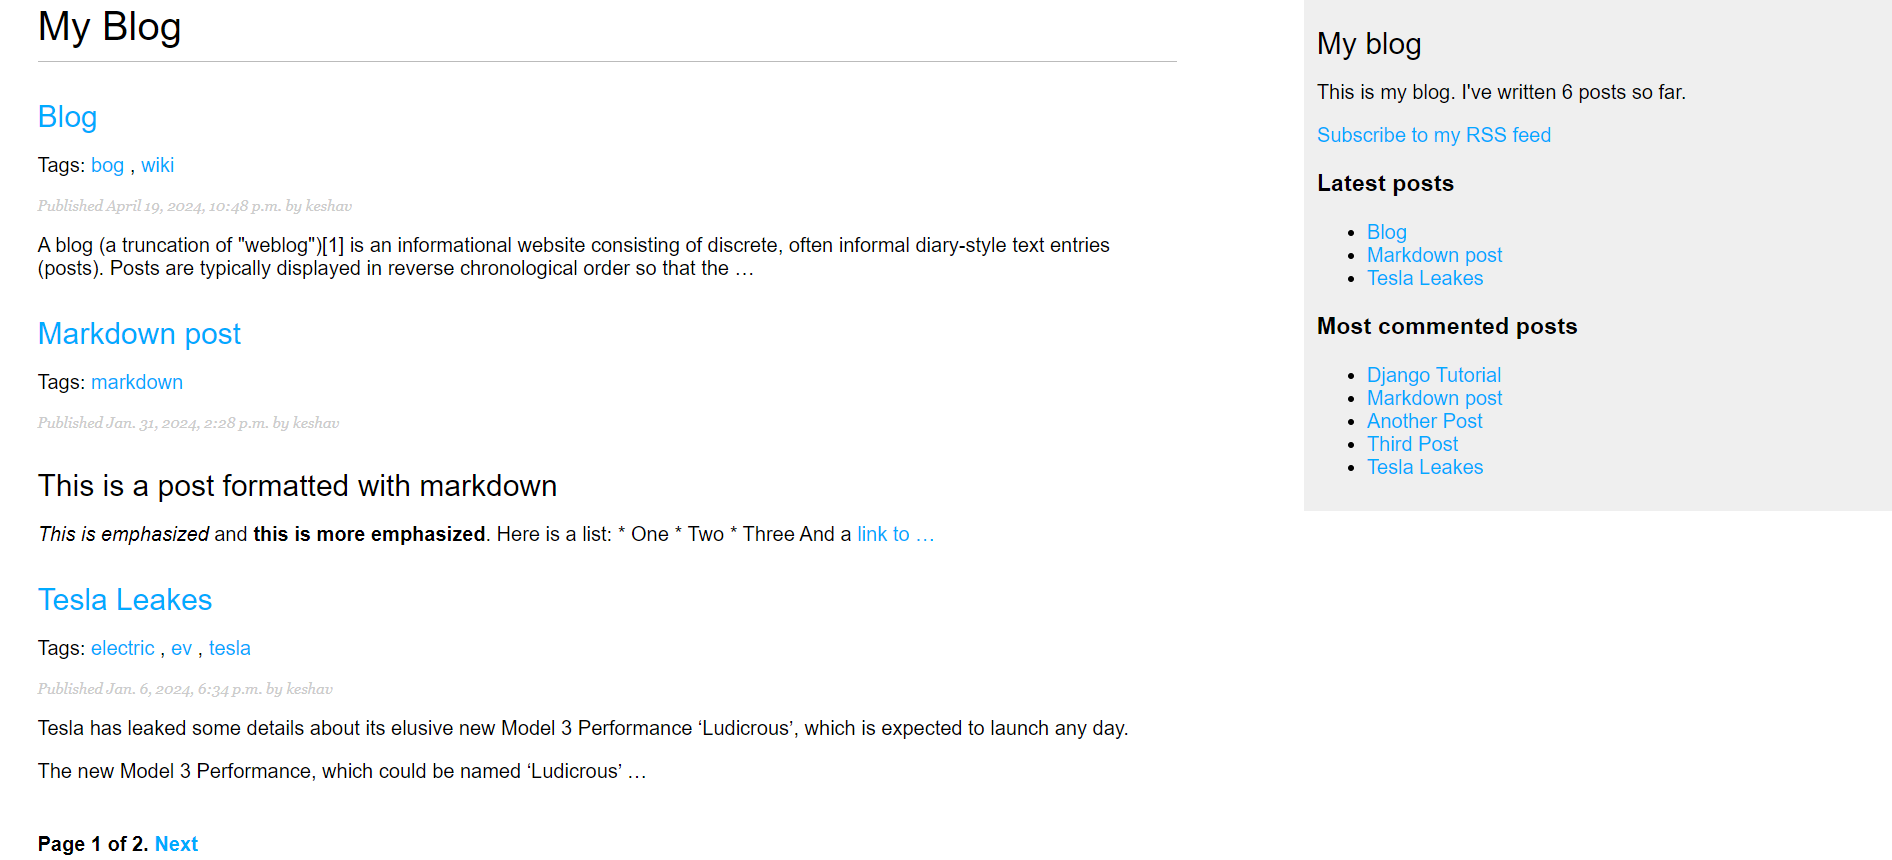 My Blog
Blog
Tags: bog , wiki
Published April 19, 2024, 10:48 p.m. by keshav
A blog (a truncation of "weblog")[1] is an informational website consisting of discrete, often informal diary-style text entries
(posts). Posts are typically displayed in reverse chronological order so that the …
Markdown post
Tags: markdown
Published Jan. 31, 2024, 2:28 p.m. by keshav
This is a post formatted with markdown
This is emphasized and this is more emphasized. Here is a list: * One * Two * Three And a link to …
Tesla Leakes
Tags: electric , ev , tesla
Published Jan. 6, 2024, 6:34 p.m. by keshav
Tesla has leaked some details about its elusive new Model 3 Performance ‘Ludicrous’, which is expected to launch any day.
The new Model 3 Performance, which could be named ‘Ludicrous’ …
Page 1 of 2. Next
My blog
This is my blog. I've written 6 posts so far.
Subscribe to my RSS feed
Latest posts
• Blog
• Markdown post
• Tesla Leakes
Most commented posts
• Django Tutorial
• Markdown post
• Another Post
• Third Post
• Tesla Leakes